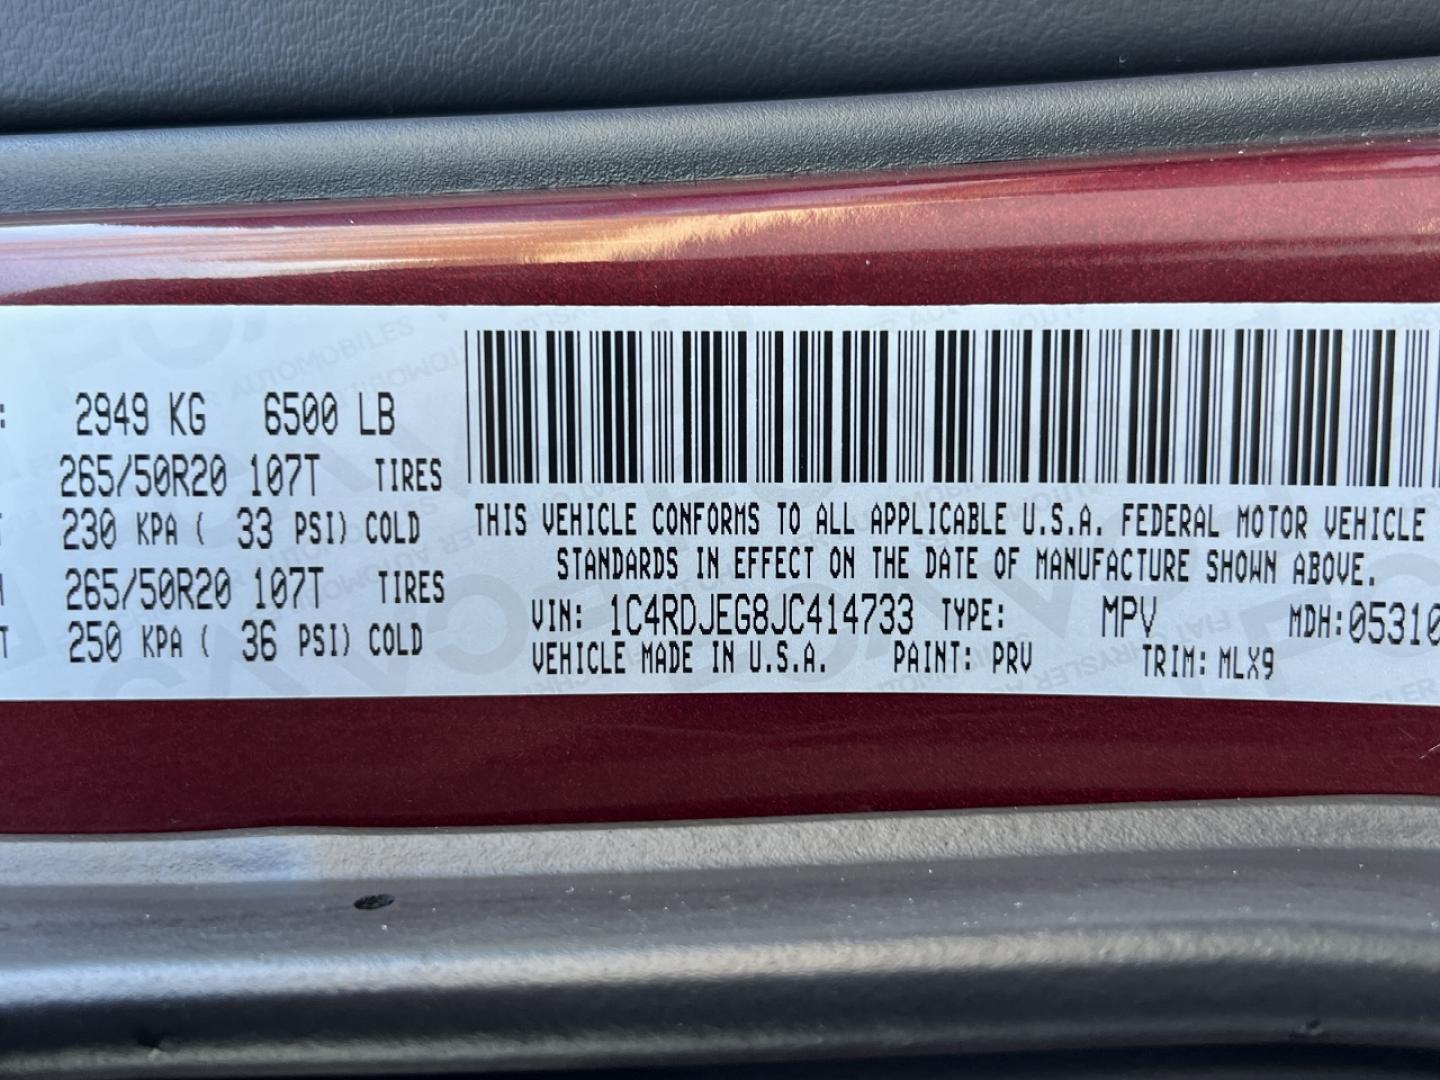 : 2949 KG 6500 LB
265/50R20 107T TIRES
230 KPA ( 33 PSI) COLD
265/50R20 107T TIRES
250 KPA ( 36 PSI) COLD
THIS VEHICLE CONFORMS TO ALL APPLICABLE U.S.A. FEDERAL MOTOR VEHICLE
STANDARDS IN EFFECT ON THE DATE OF MANUFACTURE SHOWN ABOVE.
VIN: 1C4RDJEG8JC414733 TYPE: MPV MDH:05310
VEHICLE MADE IN U.S.A. PAINT: PRV TRIM: MLX9